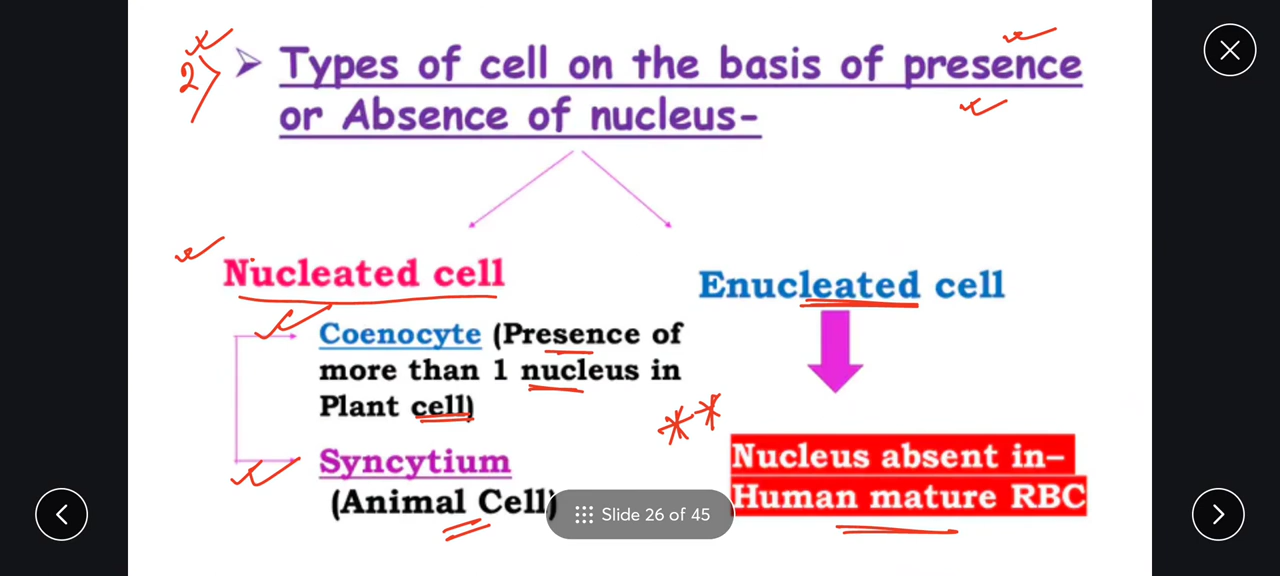 2)
➢ Types of cell on the basis of presence
or Absence of nucleus-
Nucleated cell
Enucleated cell
Coenocyte (Presence of
more than 1 nucleus in
Plant cell)
Syncytium
(Animal Cell)
**
Nucleus absent in–
Human mature RBC
Slide 26 of 45